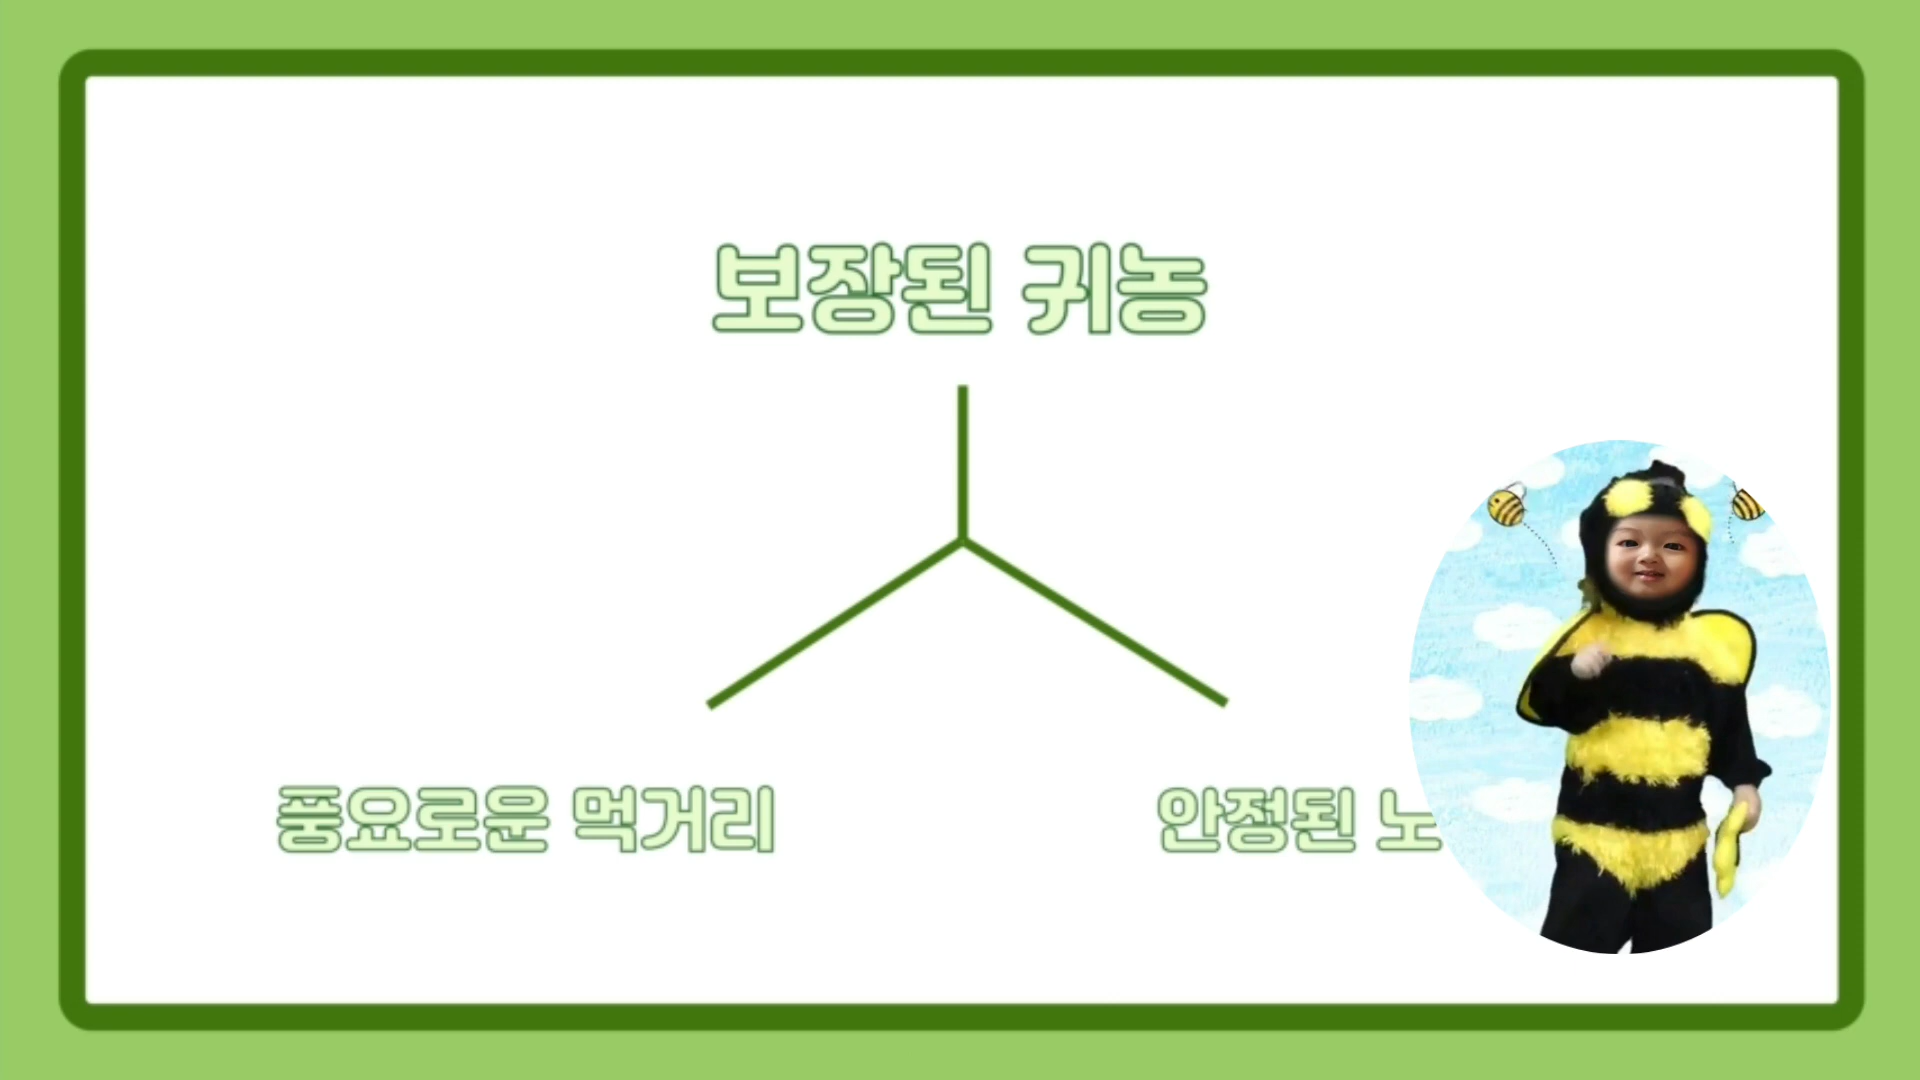 보장된 귀농
풍요로운 먹거리
안정된 노